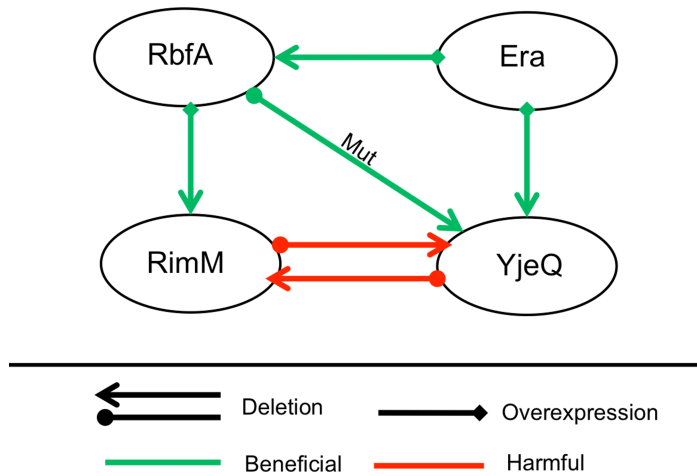 RbfA
Era
Mut
RimM
YjeQ
Deletion
Overexpression
Beneficial
Harmful